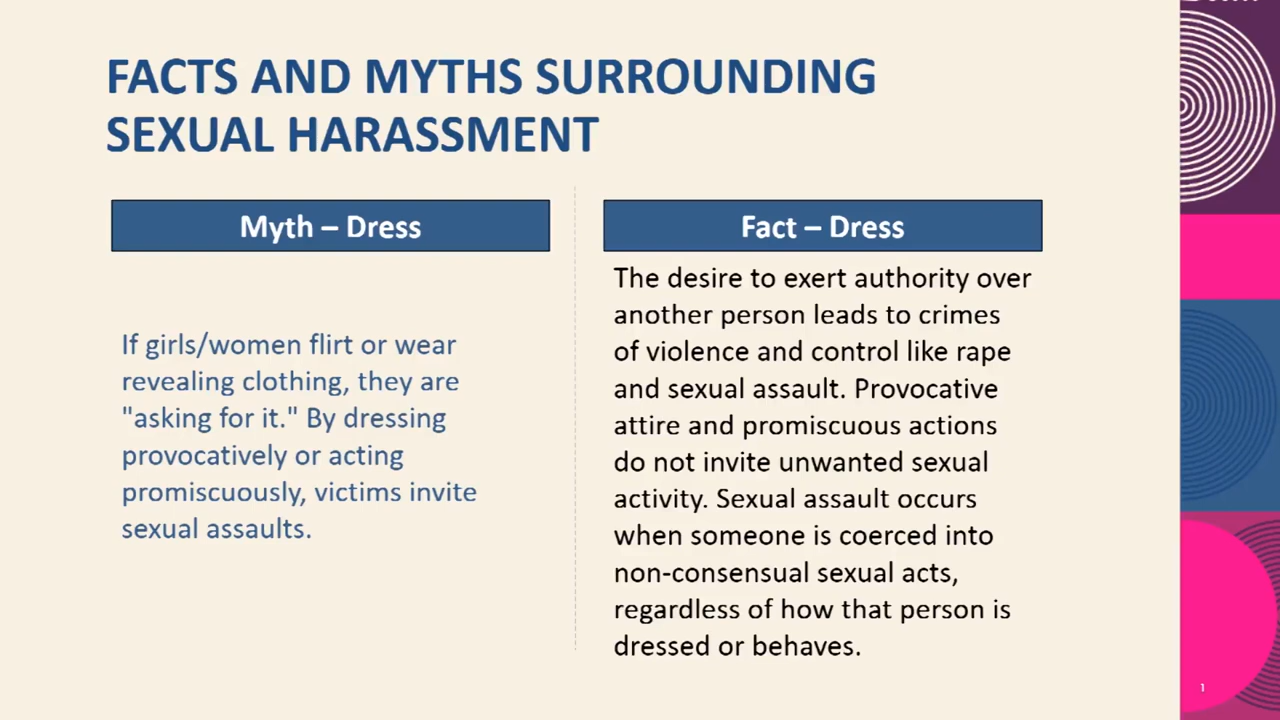 FACTS AND MYTHS SURROUNDING
SEXUAL HARASSMENT
Myth – Dress
If girls/women flirt or wear
revealing clothing, they are
"asking for it." By dressing
provocatively or acting
promiscuously, victims invite
sexual assaults.
Fact – Dress
The desire to exert authority over
another person leads to crimes
of violence and control like rape
and sexual assault. Provocative
attire and promiscuous actions
do not invite unwanted sexual
activity. Sexual assault occurs
when someone is coerced into
non-consensual sexual acts,
regardless of how that person is
dressed or behaves.
1